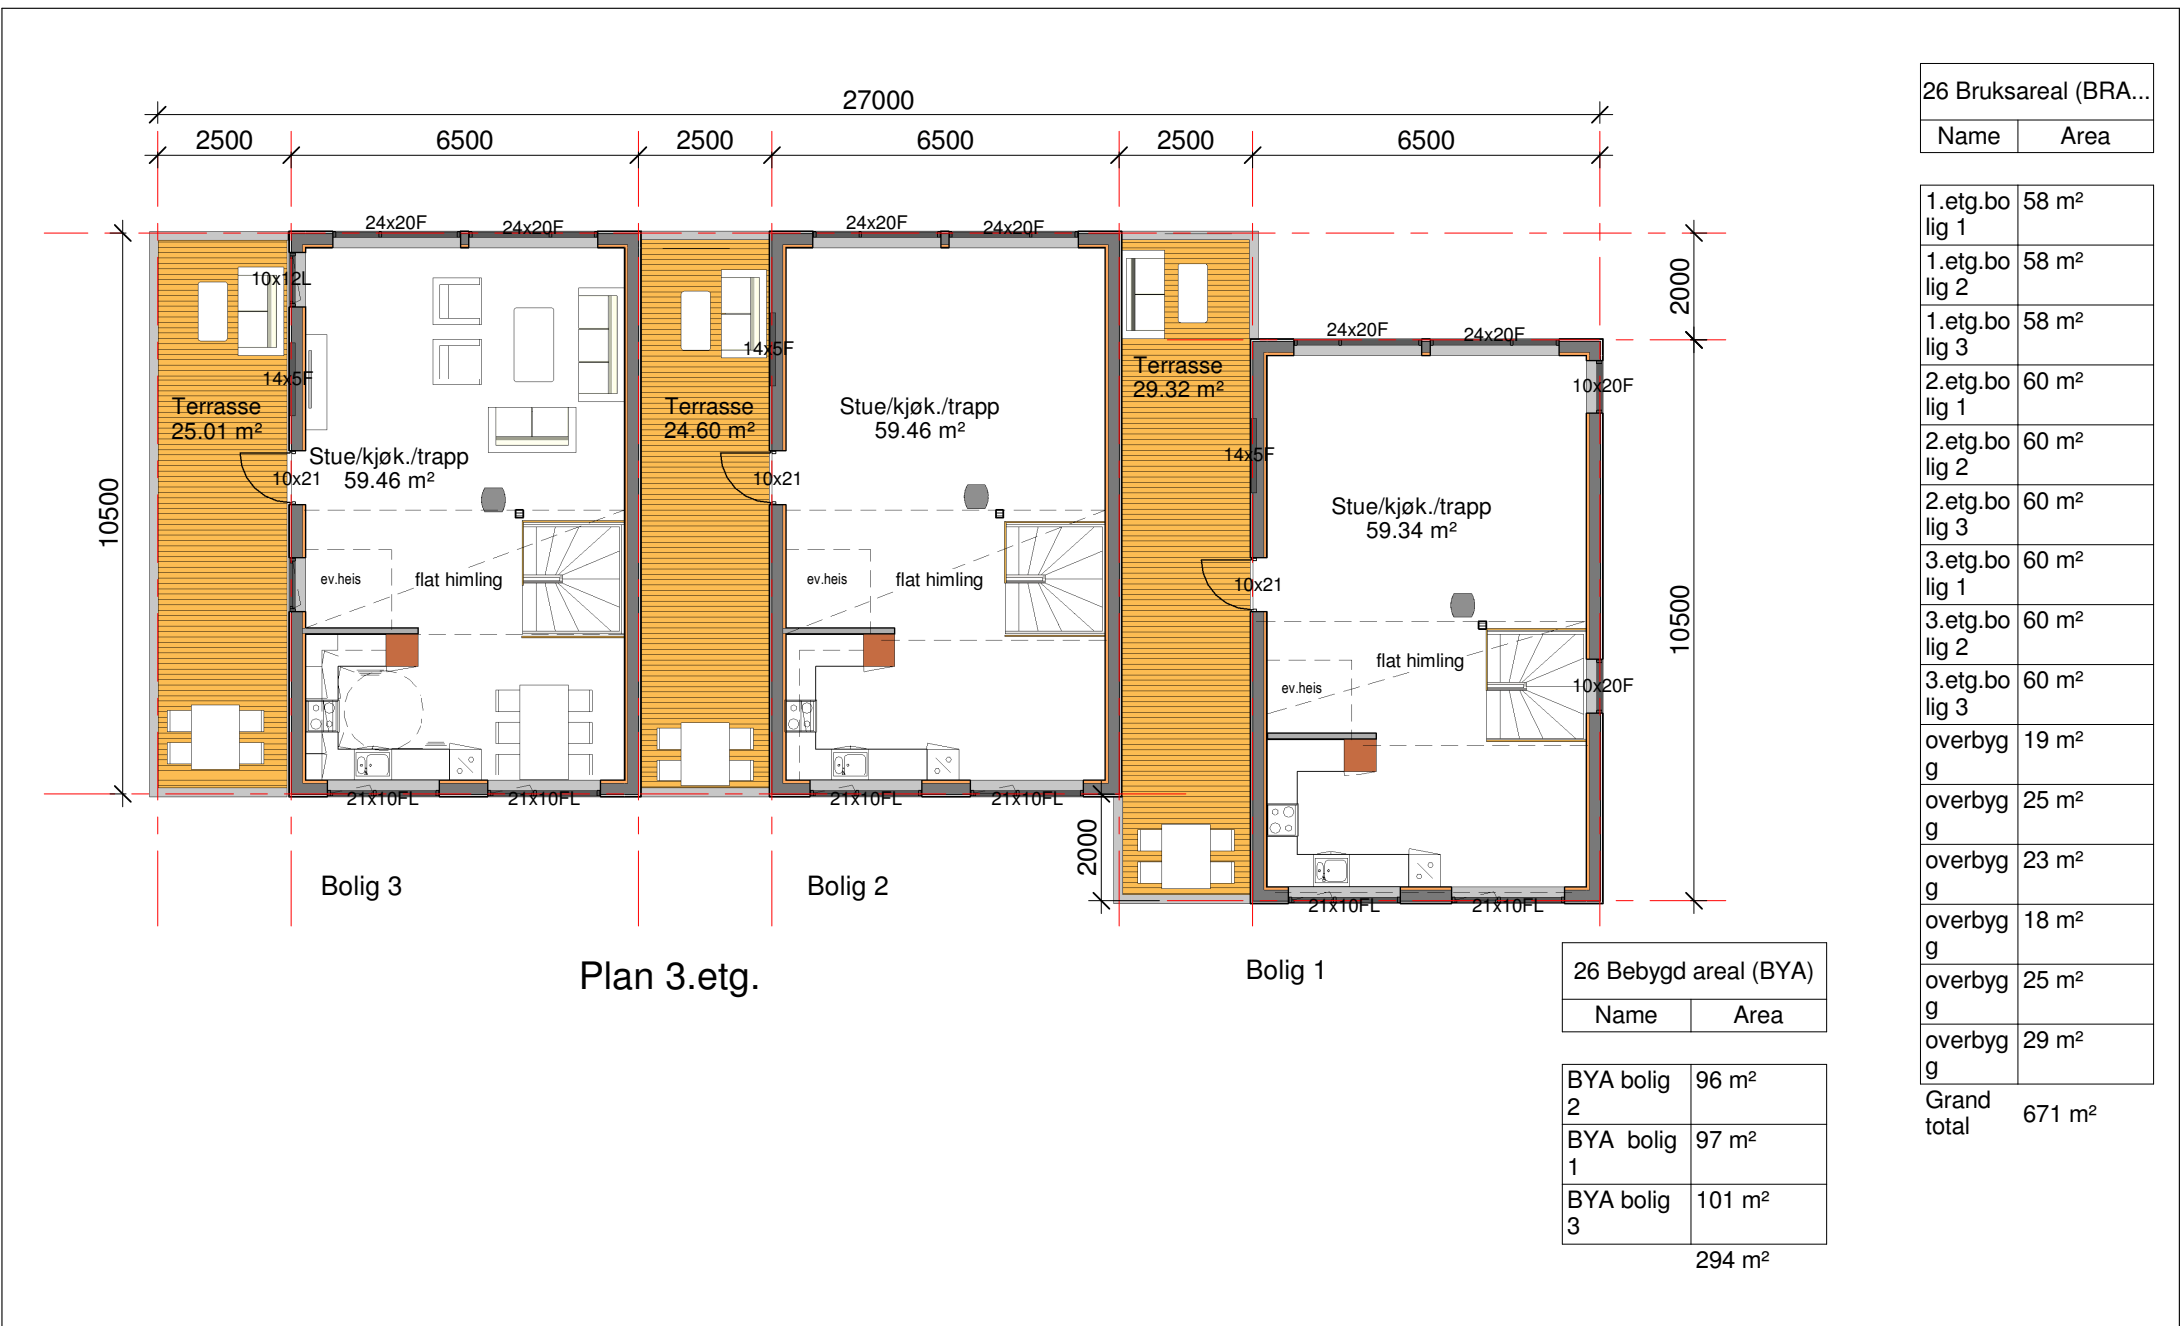 27000
2500
6500
2500
6500
2500
6500
24x20F
24x20F
24x20F
24x20F
24x20F
24x20F
10x12L
14x5F
14x5F
14x5F
10x20F
2000
10500
10500
2000
Terrasse
25.01 m²
Stue/kjøk./trapp
59.46 m²
10x21
ev.heis
flat himling
21x10FL
21x10FL
Terrasse
24.60 m²
Stue/kjøk./trapp
59.46 m²
10x21
ev.heis
flat himling
21x10FL
21x10FL
Terrasse
29.32 m²
Stue/kjøk./trapp
59.34 m²
10x21
ev.heis
flat himling
10x20F
21x10FL
21x10FL
Bolig 3
Bolig 2
Bolig 1
Plan 3.etg.
26 Bebygd areal (BYA)
Name Area
BYA bolig 96 m²
2
BYA bolig 97 m²
1
BYA bolig 101 m²
3
294 m²
26 Bruksareal (BRA...
Name Area
1.etg.bo 58 m²
lig 1
1.etg.bo 58 m²
lig 2
1.etg.bo 58 m²
lig 3
2.etg.bo 60 m²
lig 1
2.etg.bo 60 m²
lig 2
2.etg.bo 60 m²
lig 3
3.etg.bo 60 m²
lig 1
3.etg.bo 60 m²
lig 2
3.etg.bo 60 m²
lig 3
overbyg 19 m²
g
overbyg 25 m²
g
overbyg 23 m²
g
overbyg 18 m²
g
overbyg 25 m²
g
overbyg 29 m²
g
Grand
total 671 m²